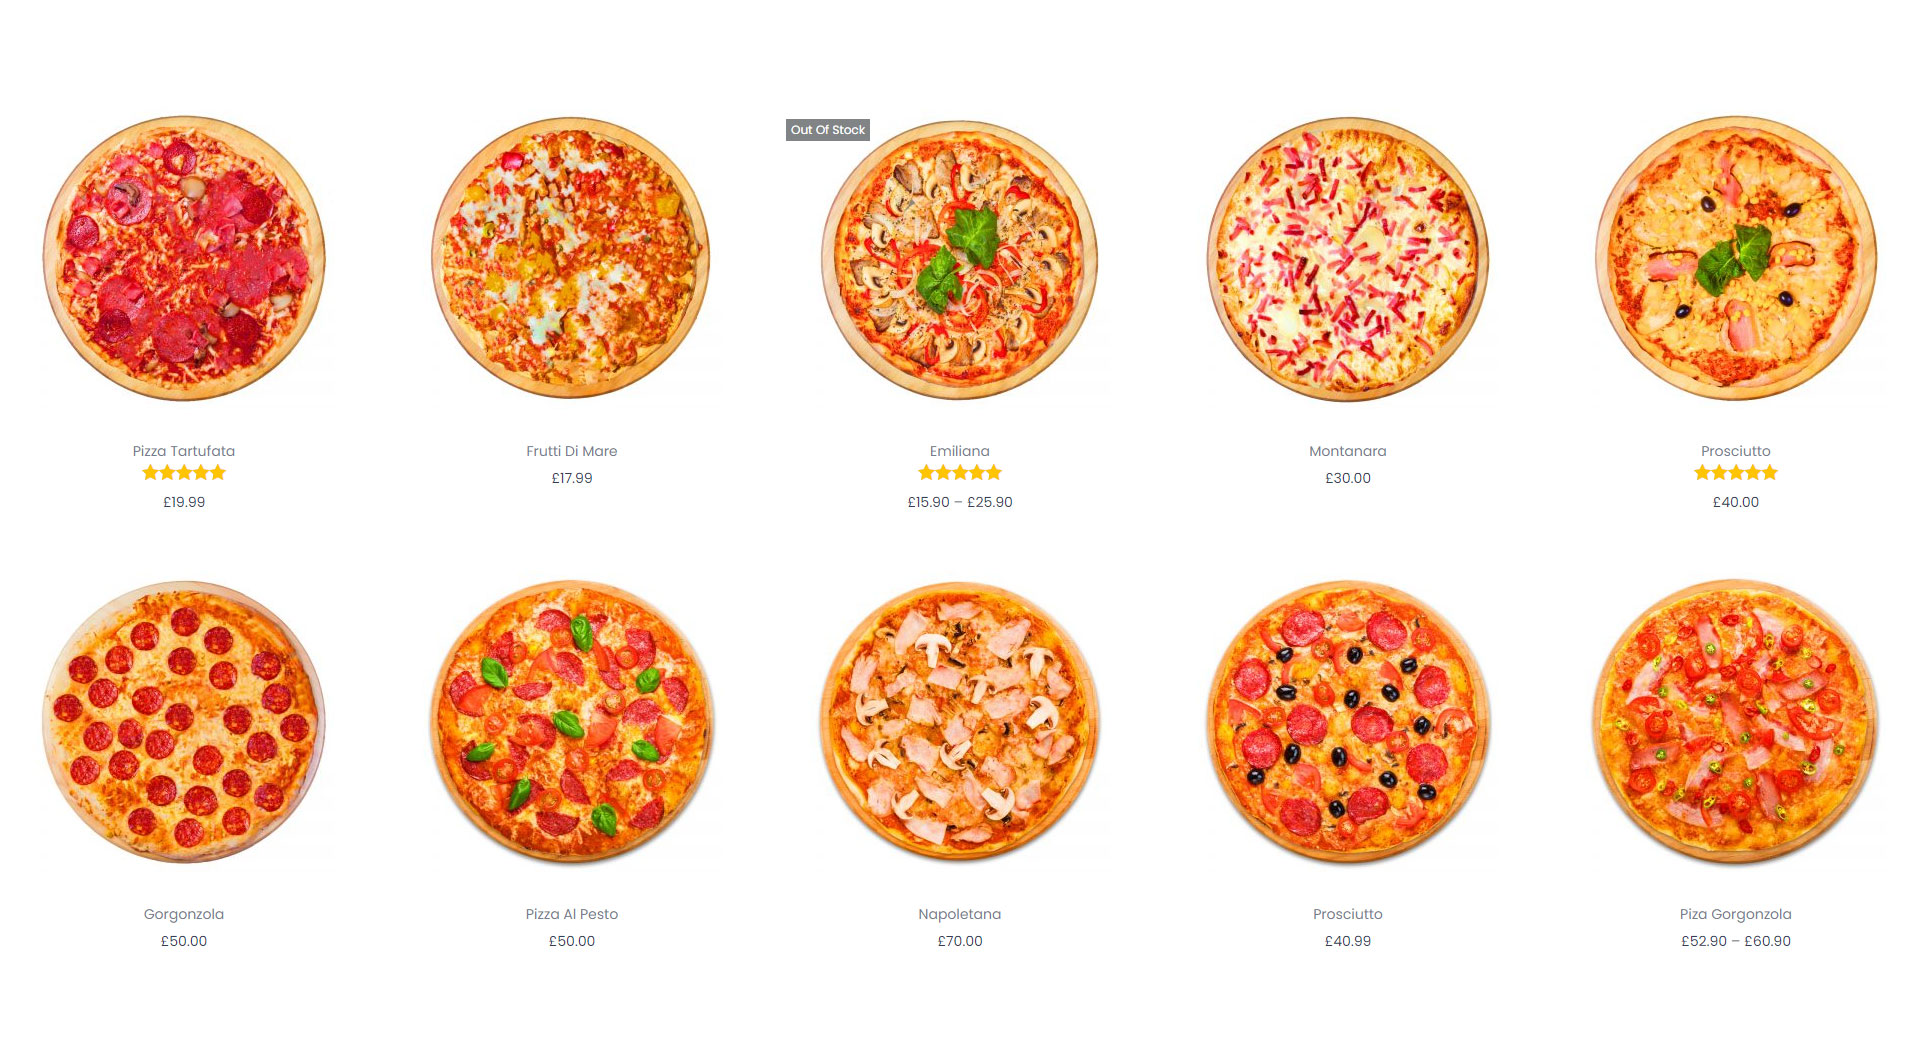 Out Of Stock
Pizza Tartufata
£19.99
Frutti Di Mare
£17.99
Emiliana
£15.90 – £25.90
Montanara
£30.00
Prosciutto
£40.00
Gorgonzola
£50.00
Pizza Al Pesto
£50.00
Napoletana
£70.00
Prosciutto
£40.99
Piza Gorgonzola
£52.90 – £60.90